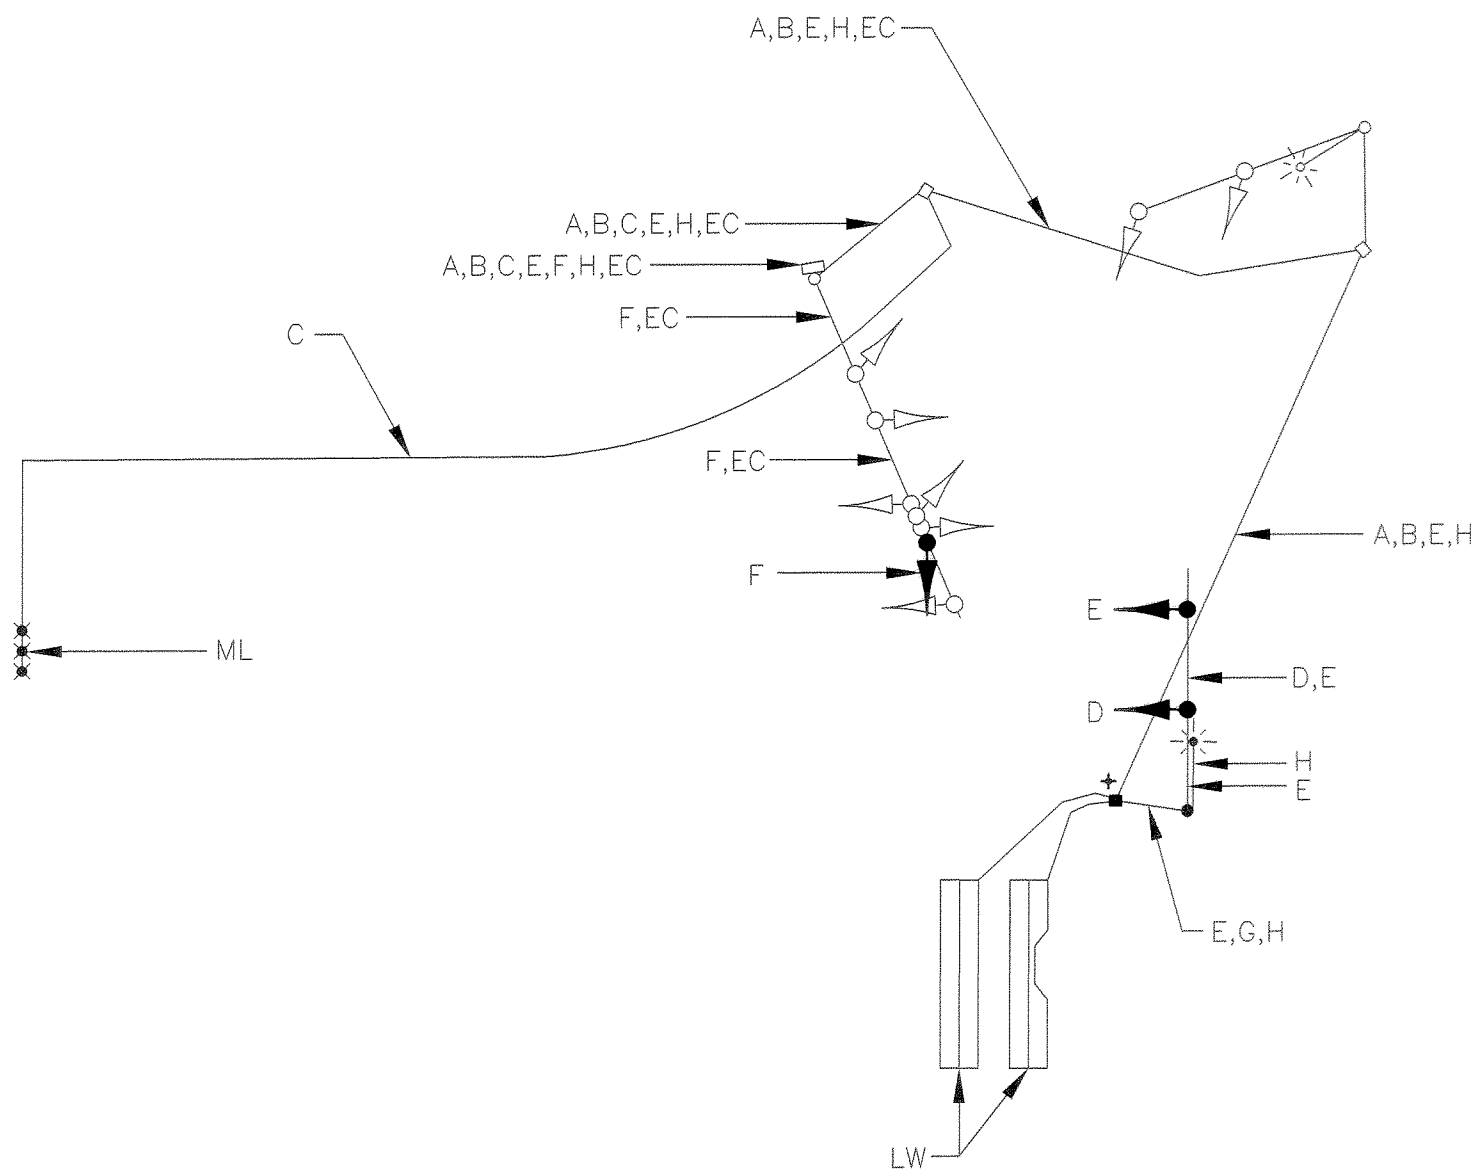 A,B,E,H,EC
A,B,C,E,H,EC
A,B,C,E,F,H,EC
F,EC
C
F,EC
A,B,E,H
F
E
ML
D,E
D
H
E
E,G,H
LW